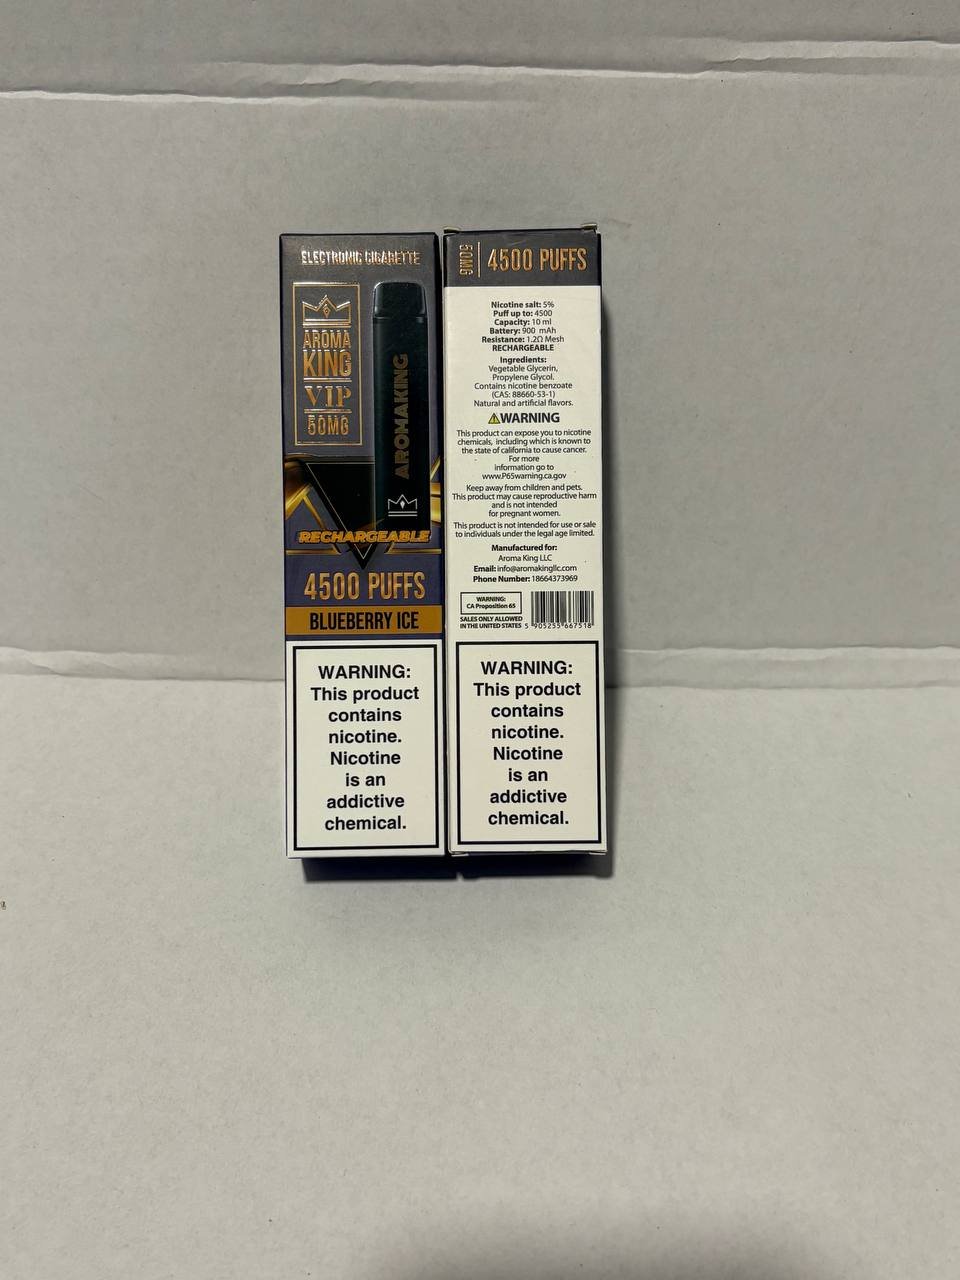 ELECTRONIC CIGARETTE
AROMA
KING
VIP
50MG
AROMAKING
RECHARGEABLE
4500 PUFFS
BLUEBERRY ICE
WARNING:
This product
contains
nicotine.
Nicotine
is an
addictive
chemical.
50MG
4500 PUFFS
Nicotine salt: 5%
Puff up to: 4500
Capacity: 10 ml
Battery: 900 mAh
Resistance: 1.2Ω Mesh
RECHARGEABLE
Ingredients:
Vegetable Glycerin,
Propylene Glycol.
Contains nicotine benzoate
(CAS: 88660-53-1)
Natural and artificial flavors.
⚠WARNING
This product can expose you to nicotine
chemicals, including which is known to
the state of california to cause cancer.
For more
information go to
www.P65warning.ca.gov
Keep away from children and pets.
This product may cause reproductive harm
and is not intended
for pregnant women.
This product is not intended for use or sale
to individuals under the legal age limited.
Manufactured for:
Aroma King LLC
Email: info@aromakingllc.com
Phone Number: 18664373969
WARNING:
CA Proposition 65
SALES ONLY ALLOWED
IN THE UNITED STATES
5 905255 667518
WARNING:
This product
contains
nicotine.
Nicotine
is an
addictive
chemical.